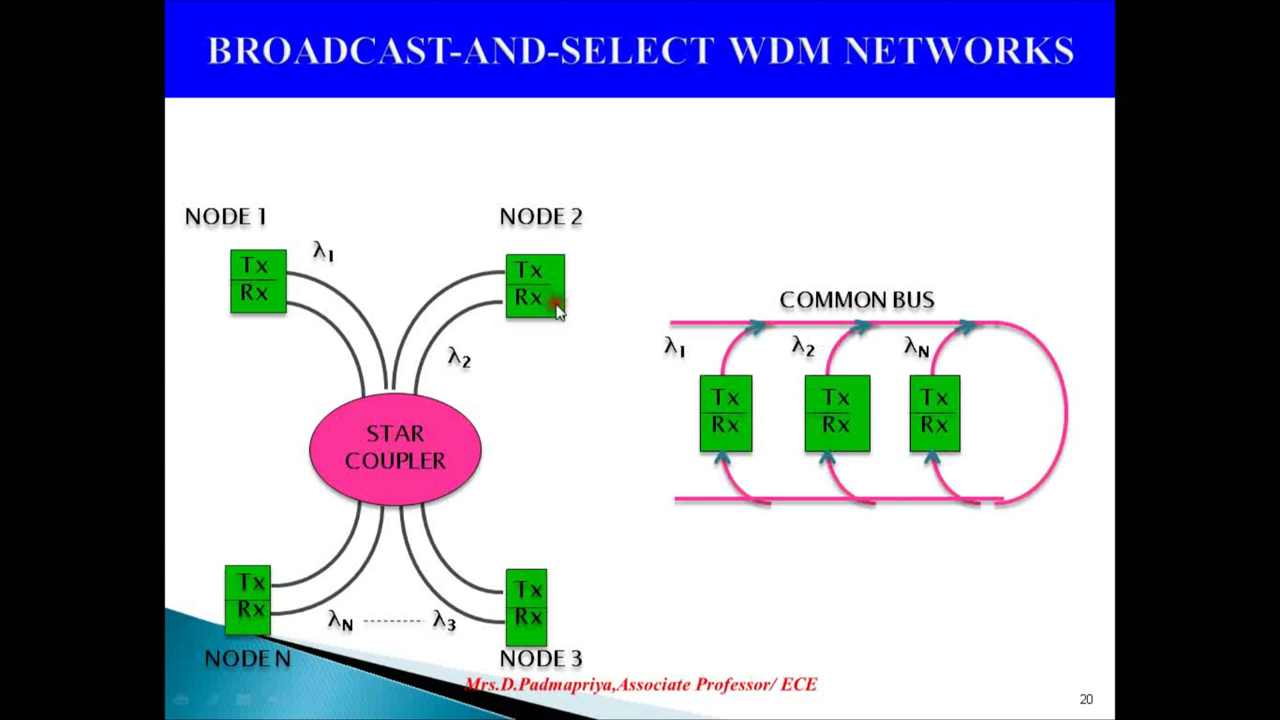 BROADCAST-AND-SELECT WDM NETWORKS
NODE 1
NODE 2
λ1
Tx
Rx
Tx
Rx
λ2
STAR
COUPLER
Tx
Rx
Tx
Rx
λN -------- λ3
NODE N
NODE 3
COMMON BUS
λ1
λ2
λN
Tx
Rx
Tx
Rx
Tx
Rx
Mrs.D.Padmapriya,Associate Professor/ ECE
20